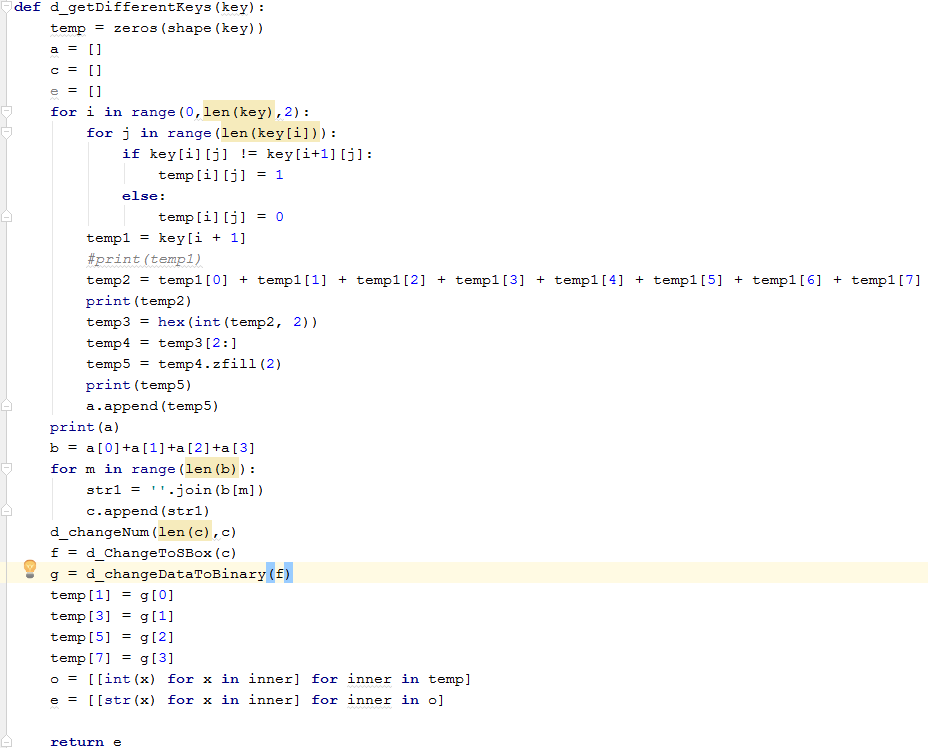 def d_getDifferentKeys(key):
    temp = zeros(shape(key))
    a = []
    c = []
    e = []
    for i in range(0,len(key),2):
        for j in range(len(key[i])):
            if key[i][j] != key[i+1][j]:
                temp[i][j] = 1
            else:
                temp[i][j] = 0
        temp1 = key[i + 1]
        #print(temp1)
        temp2 = temp1[0] + temp1[1] + temp1[2] + temp1[3] + temp1[4] + temp1[5] + temp1[6] + temp1[7]
        print(temp2)
        temp3 = hex(int(temp2, 2))
        temp4 = temp3[2:]
        temp5 = temp4.zfill(2)
        print(temp5)
        a.append(temp5)
    print(a)
    b = a[0]+a[1]+a[2]+a[3]
    for m in range(len(b)):
        str1 = ''.join(b[m])
        c.append(str1)
    d_changeNum(len(c),c)
    f = d_ChangeToSBox(c)
    g = d_changeDataToBinary(f)
    temp[1] = g[0]
    temp[3] = g[1]
    temp[5] = g[2]
    temp[7] = g[3]
    o = [[int(x) for x in inner] for inner in temp]
    e = [[str(x) for x in inner] for inner in o]
    return e